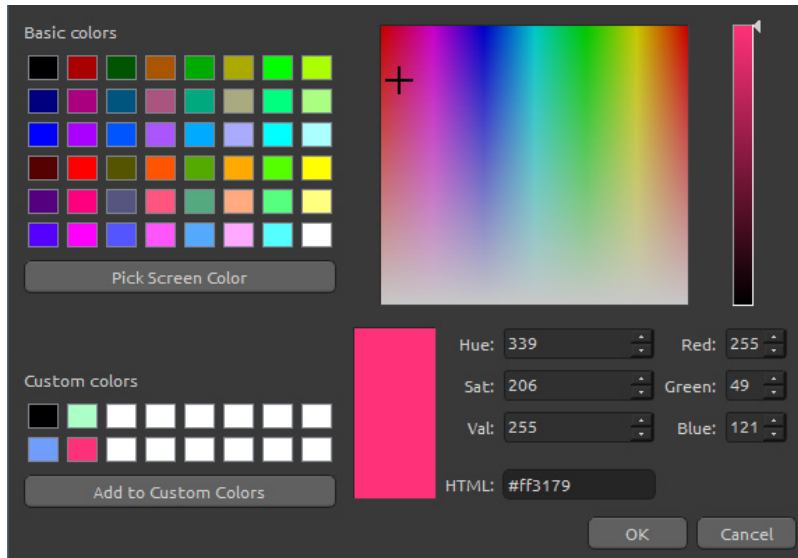 Basic colors
Pick Screen Color
Custom colors
Add to Custom Colors
Hue: 339
Red: 255
Sat: 206
Green: 49
Val: 255
Blue: 121
HTML: #ff3179
OK
Cancel